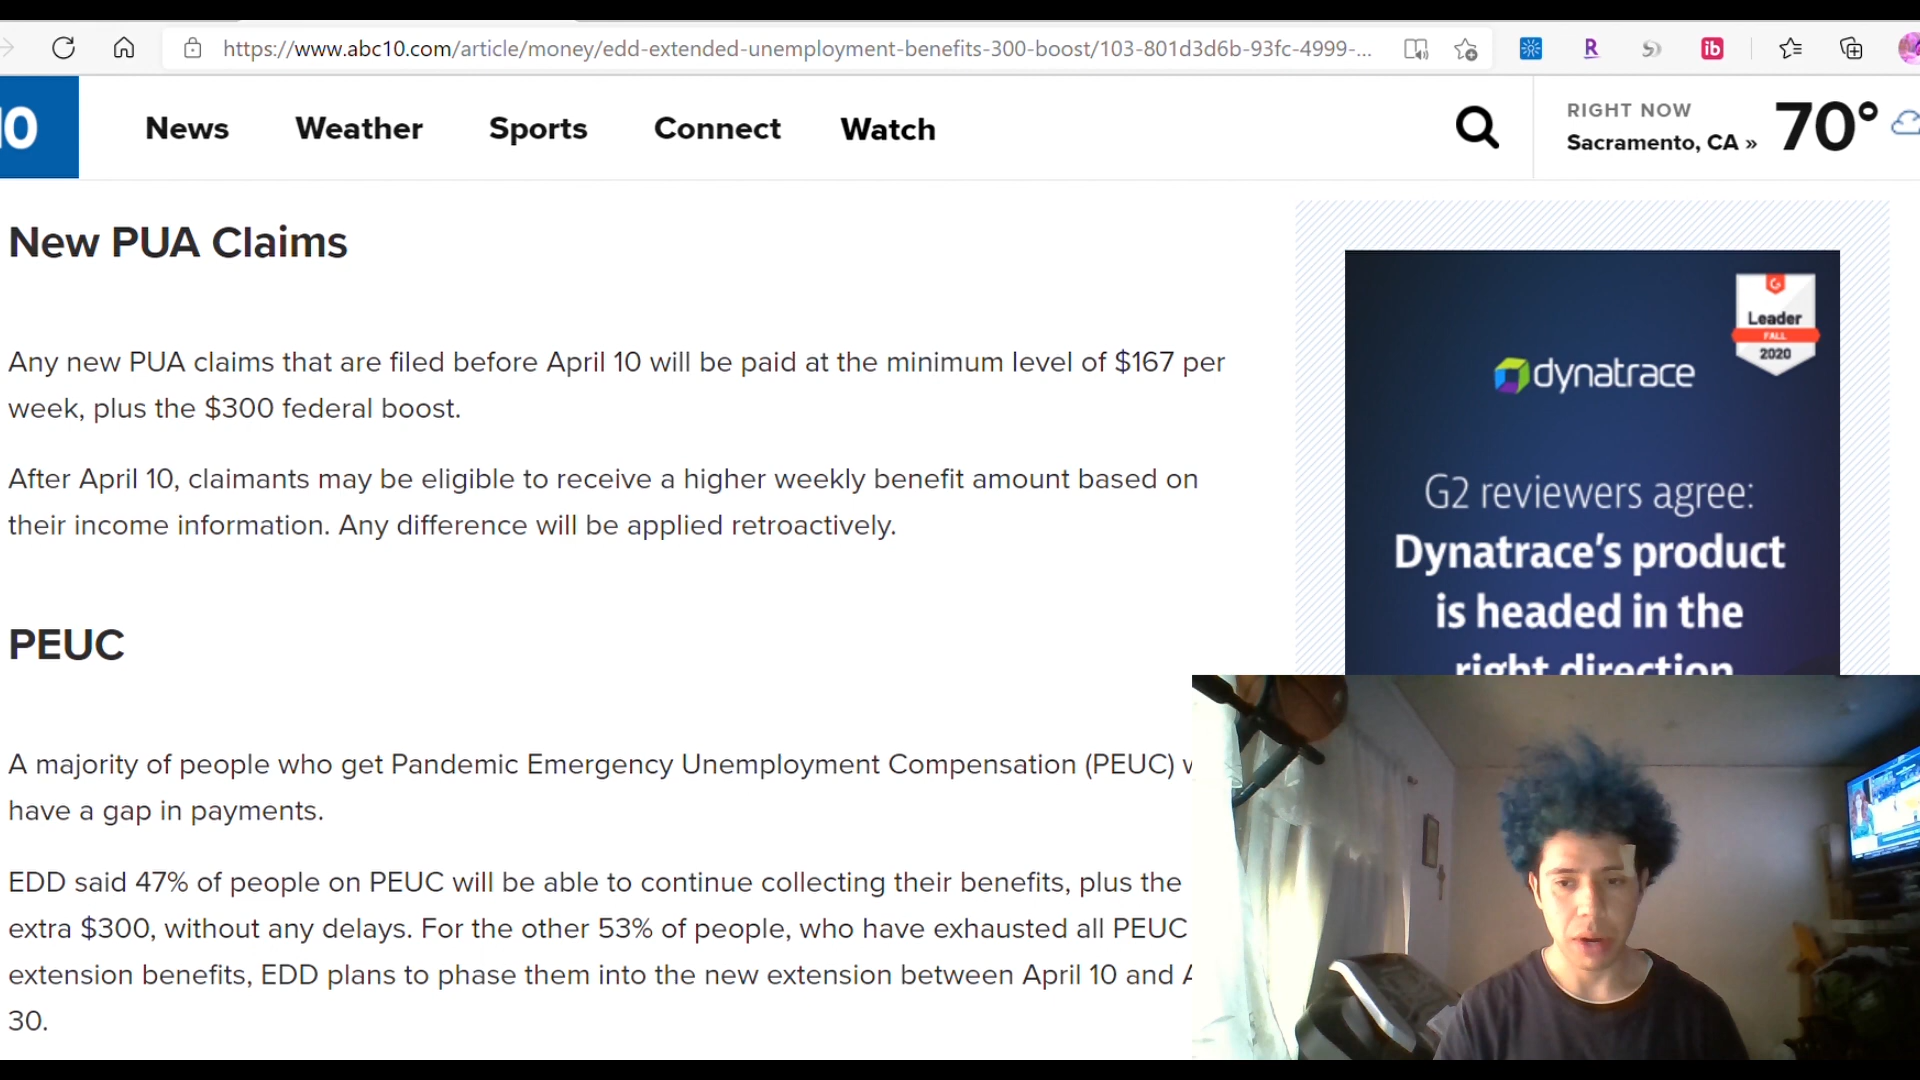 https://www.abc10.com/article/money/edd-extended-unemployment-benefits-300-boost/103-801d3d6b-93fc-4999-...
R
ib
10
News
Weather
Sports
Connect
Watch
RIGHT NOW
Sacramento, CA »
70°
New PUA Claims
Any new PUA claims that are filed before April 10 will be paid at the minimum level of $167 per
week, plus the $300 federal boost.
After April 10, claimants may be eligible to receive a higher weekly benefit amount based on
their income information. Any difference will be applied retroactively.
PEUC
A majority of people who get Pandemic Emergency Unemployment Compensation (PEUC)
have a gap in payments.
EDD said 47% of people on PEUC will be able to continue collecting their benefits, plus the
extra $300, without any delays. For the other 53% of people, who have exhausted all PEUC
extension benefits, EDD plans to phase them into the new extension between April 10 and
30.
G
Leader
FALL
2020
dynatrace
G2 reviewers agree:
Dynatrace's product
is headed in the
right direction